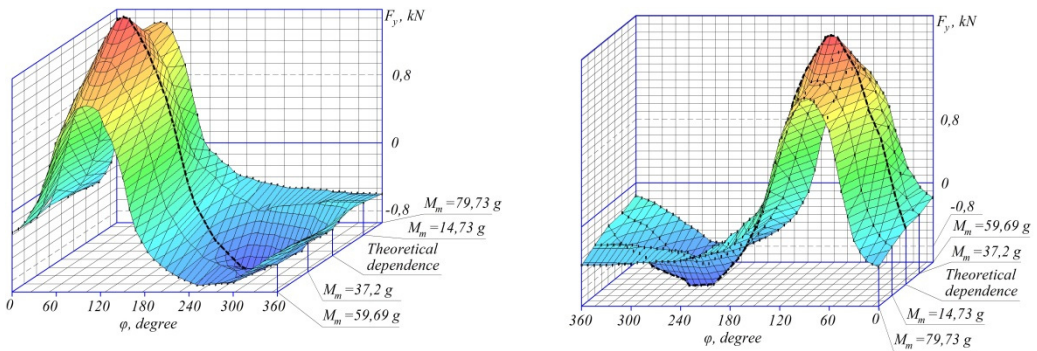 F_y, kN
0,8
0
-0,8
M_m=79,73 g
M_m=14,73 g
Theoretical
dependence
M_m=37,2 g
M_m=59,69 g
0 60 120 180 240 300 360
φ, degree
F_y, kN
0,8
0
-0,8
M_m=59,69 g
M_m=37,2 g
Theoretical
dependence
M_m=14,73 g
M_m=79,73 g
360 300 240 180 120 60 0
φ, degree